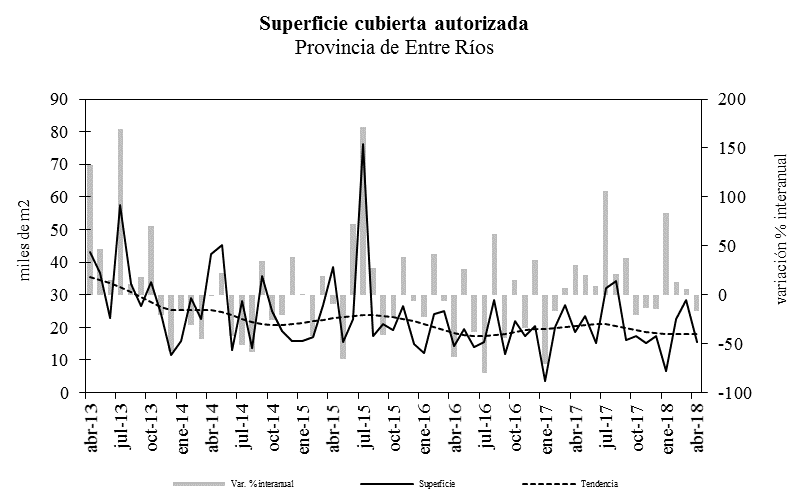 Superficie cubierta autorizada
Provincia de Entre Ríos
90
80
70
60
50
40
30
20
10
0
miles de m2
200
150
100
50
0
-50
-100
variación % interanual
abr-13
jul-13
oct-13
ene-14
abr-14
jul-14
oct-14
ene-15
abr-15
jul-15
oct-15
ene-16
abr-16
jul-16
oct-16
ene-17
abr-17
jul-17
oct-17
ene-18
abr-18
Var. % interanual
Superficie
Tendencia